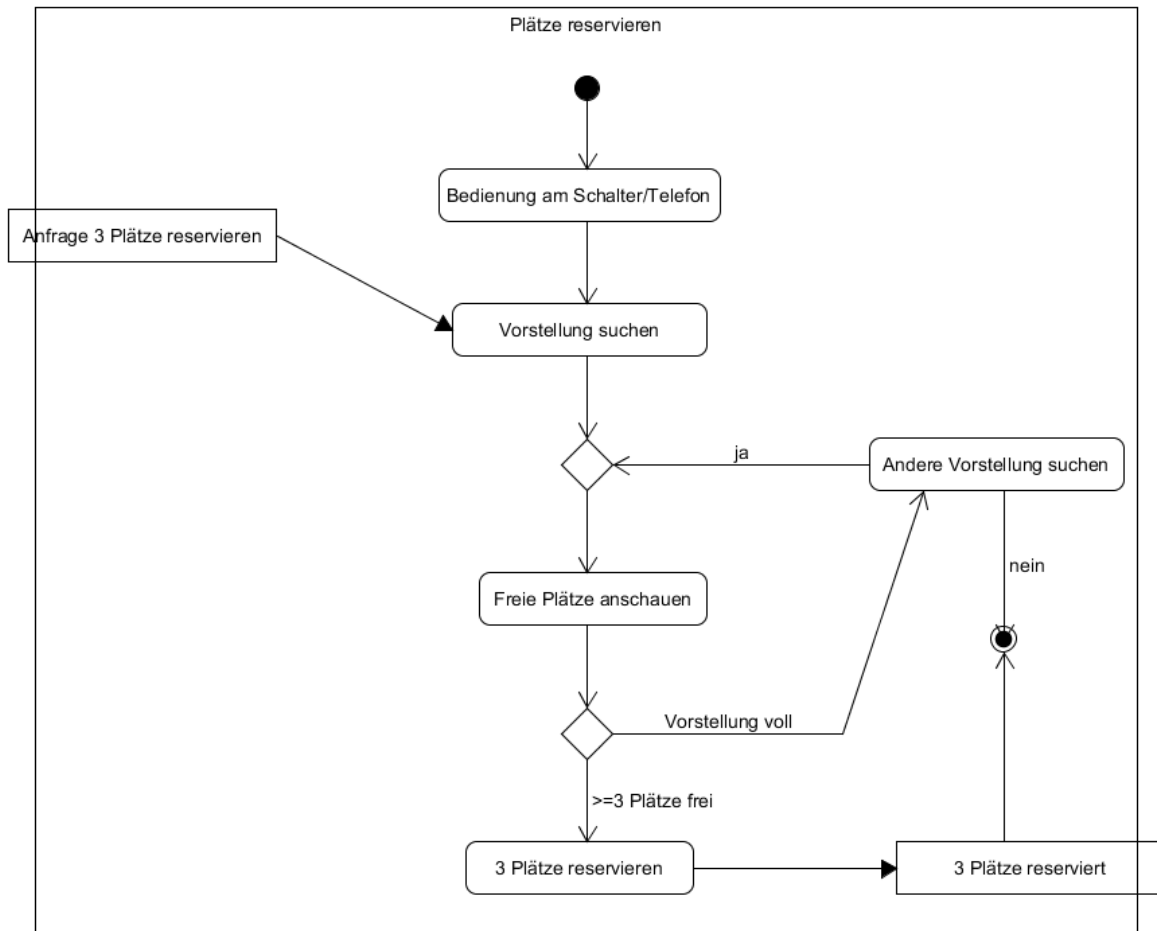 Plätze reservieren
Bedienung am Schalter/Telefon
Anfrage 3 Plätze reservieren
Vorstellung suchen
ja
Andere Vorstellung suchen
nein
Freie Plätze anschauen
Vorstellung voll
>=3 Plätze frei
3 Plätze reservieren
3 Plätze reserviert